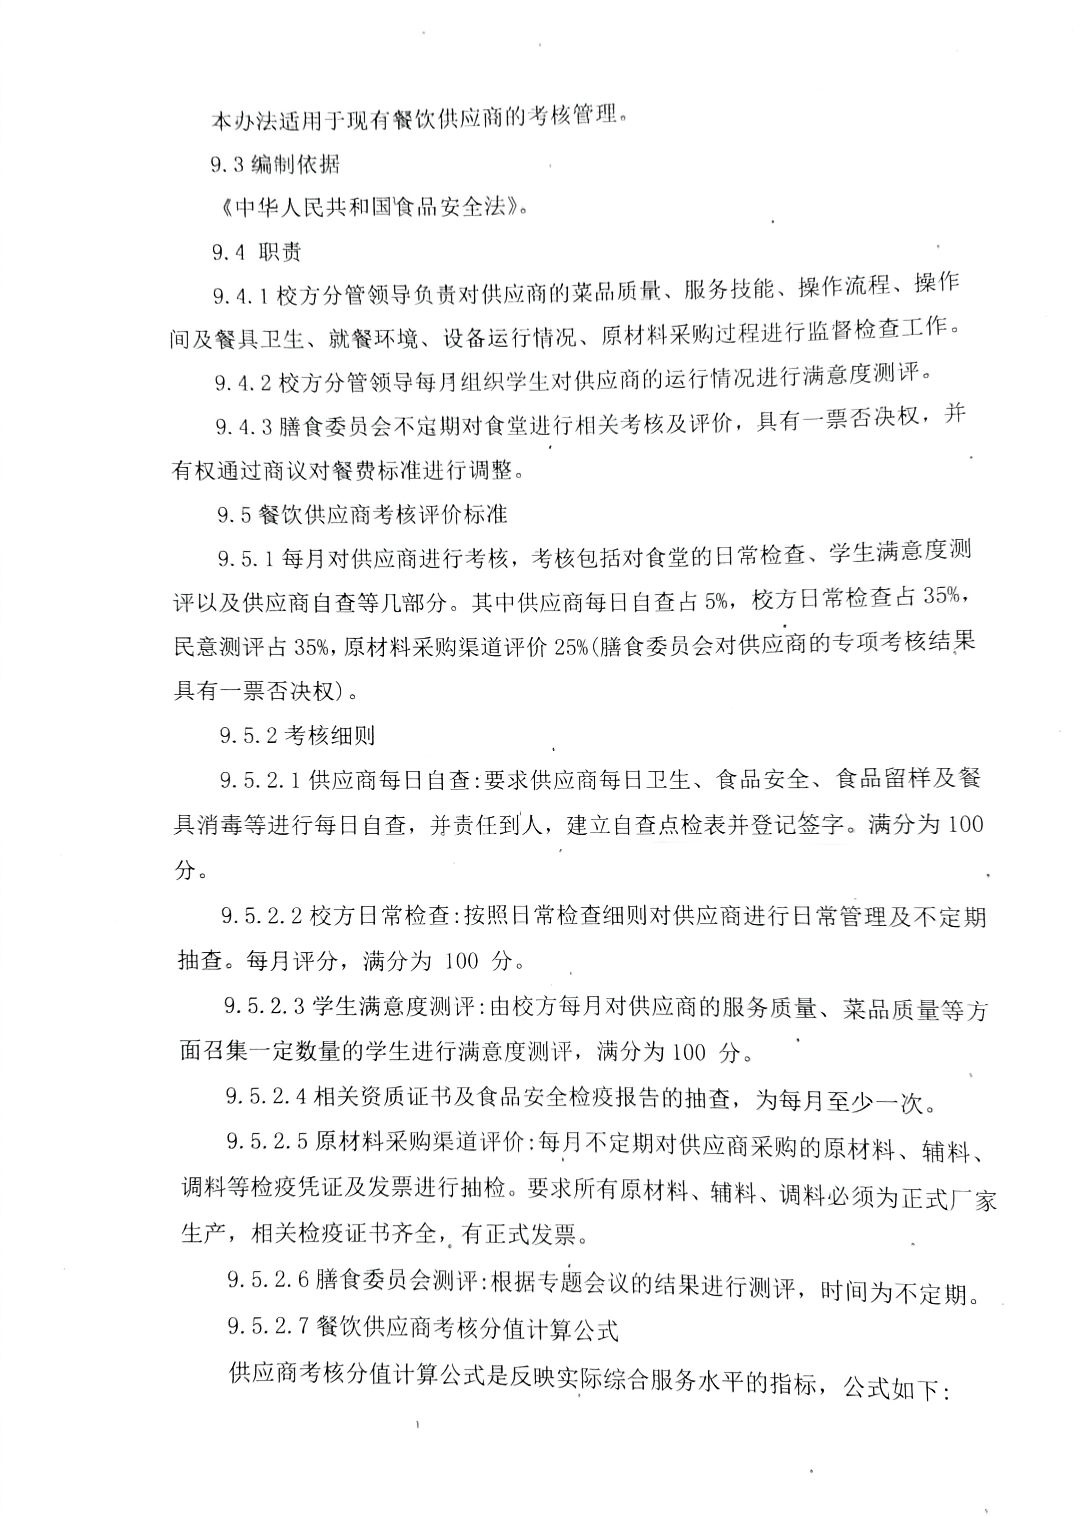 本办法适用于现有餐饮供应商的考核管理。
9.3 编制依据
《中华人民共和国食品安全法》。
9.4 职责
9.4.1 校方分管领导负责对供应商的菜品质量、服务技能、操作流程、操作
间及餐具卫生、就餐环境、设备运行情况、原材料采购过程进行监督检查工作。
9.4.2 校方分管领导每月组织学生对供应商的运行情况进行满意度测评。
9.4.3 膳食委员会不定期对食堂进行相关考核及评价，具有一票否决权，并
有权通过商议对餐费标准进行调整。
9.5 餐饮供应商考核评价标准
9.5.1 每月对供应商进行考核，考核包括对食堂的日常检查、学生满意度测
评以及供应商自查等几部分。其中供应商每日自查占 5%，校方日常检查占 35%，
民意测评占 35%，原材料采购渠道评价 25%(膳食委员会对供应商的专项考核结果
具有一票否决权)。
9.5.2 考核细则
9.5.2.1 供应商每日自查:要求供应商每日卫生、食品安全、食品留样及餐
具消毒等进行每日自查，并责任到人，建立自查点检表并登记签字。满分为 100
分。
9.5.2.2 校方日常检查:按照日常检查细则对供应商进行日常管理及不定期
抽查。每月评分，满分为 100 分。
9.5.2.3 学生满意度测评:由校方每月对供应商的服务质量、菜品质量等方
面召集一定数量的学生进行满意度测评，满分为 100 分。
9.5.2.4 相关资质证书及食品安全检疫报告的抽查，为每月至少一次。
9.5.2.5 原材料采购渠道评价:每月不定期对供应商采购的原材料、辅料、
调料等检疫凭证及发票进行抽检。要求所有原材料、辅料、调料必须为正式厂家
生产，相关检疫证书齐全，有正式发票。
9.5.2.6 膳食委员会测评:根据专题会议的结果进行测评，时间为不定期。
9.5.2.7 餐饮供应商考核分值计算公式
供应商考核分值计算公式是反映实际综合服务水平的指标，公式如下: